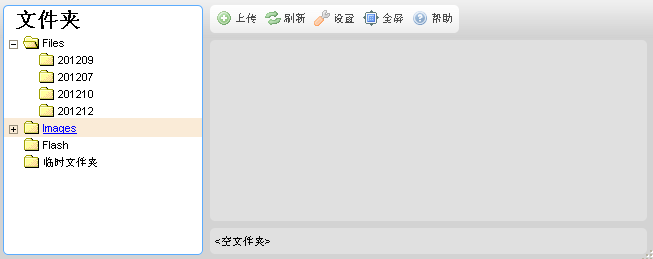 文件夹
Files
201209
201207
201210
201212
Images
Flash
临时文件夹
上传 刷新 设置 全屏 帮助
<空文件夹>